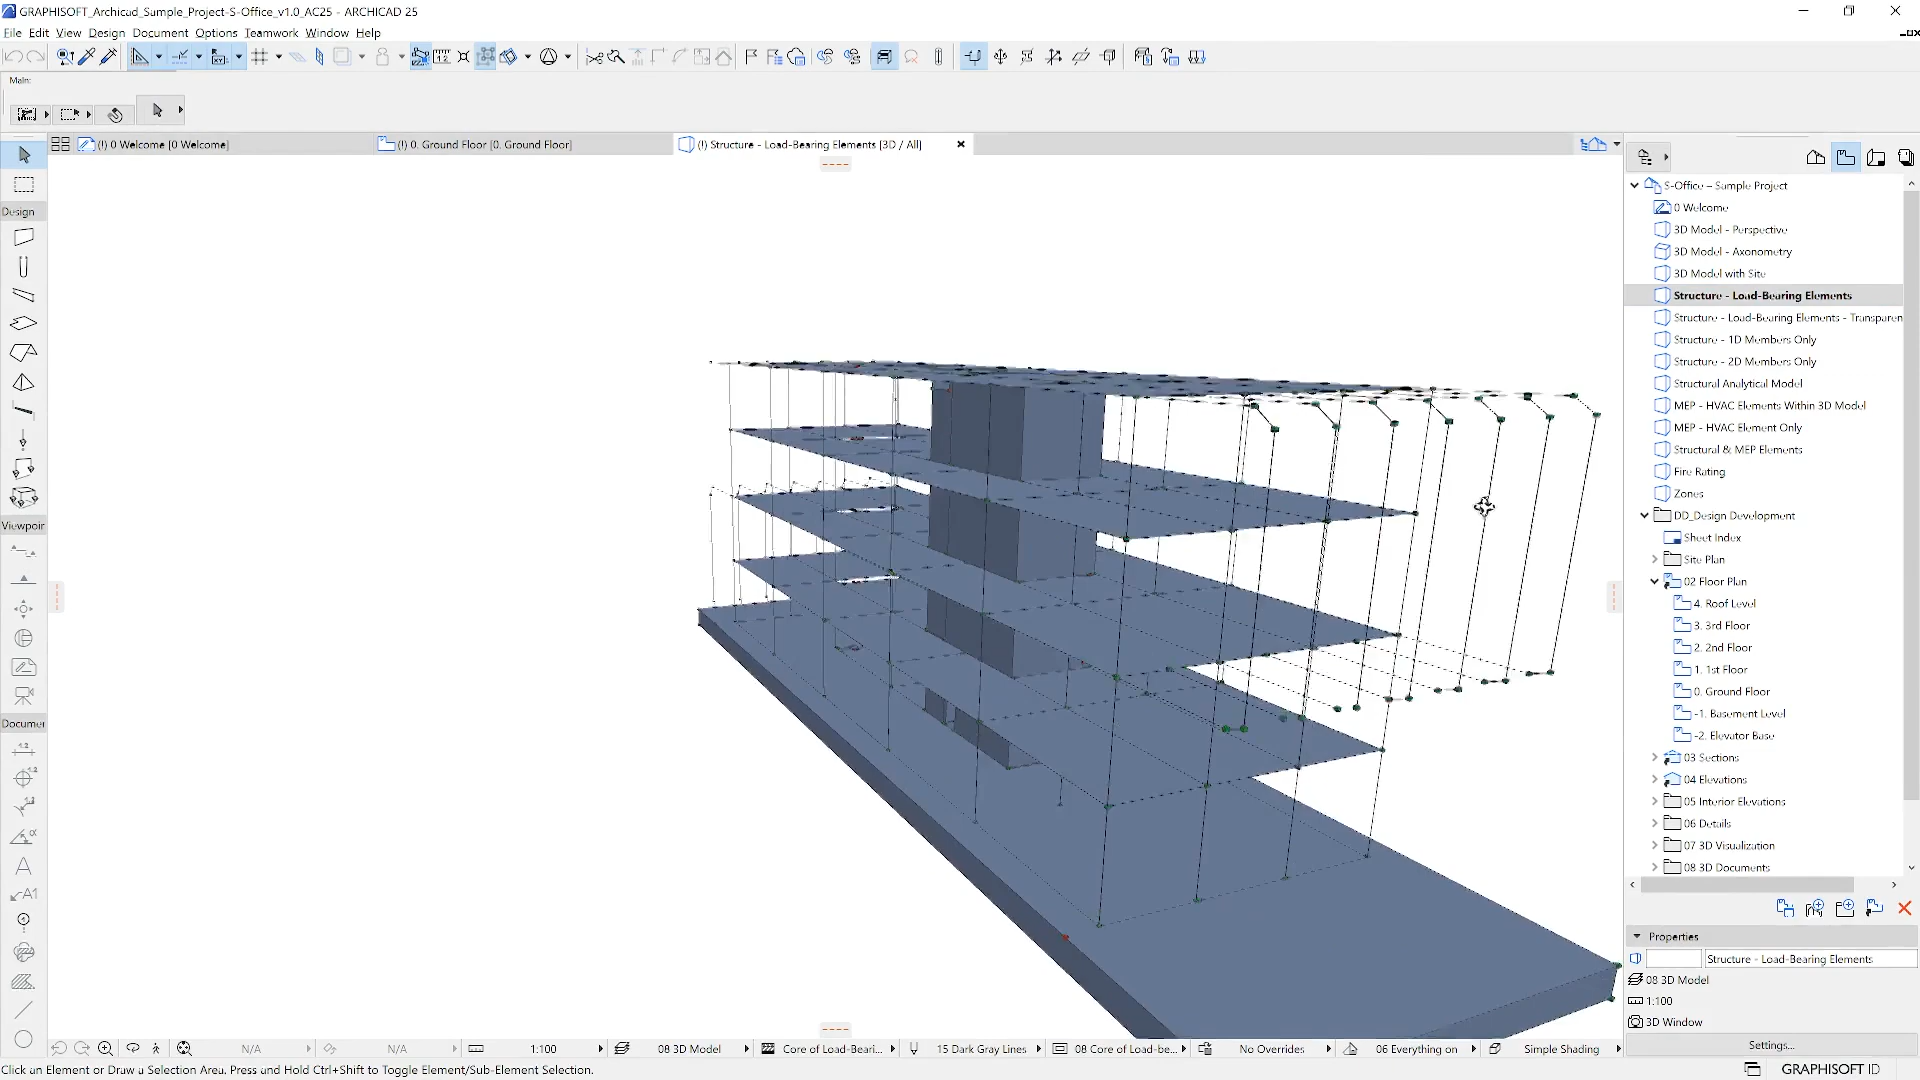 GRAPHISOFT_Archicad_Sample_Project-S-Office_v1.0_AC25 - ARCHICAD 25
File Edit View Design Document Options Teamwork Window Help
Main:
(!) 0 Welcome [0 Welcome]
(!) 0. Ground Floor [0. Ground Floor]
(!) Structure - Load-Bearing Elements [3D / All]
Design
Viewpoir
Documer
S-Office – Sample Project
0 Welcome
3D Model - Perspective
3D Model - Axonometry
3D Model with Site
Structure - Load-Bearing Elements
Structure - Load-Bearing Elements - Transparen
Structure - 1D Members Only
Structure - 2D Members Only
Structural Analytical Model
MEP - HVAC Elements Within 3D Model
MEP - HVAC Element Only
Structural & MEP Elements
Fire Rating
Zones
DD_Design Development
Sheet Index
Site Plan
02 Floor Plan
4. Roof Level
3. 3rd Floor
2. 2nd Floor
1. 1st Floor
0. Ground Floor
-1. Basement Level
-2. Elevator Base
03 Sections
04 Elevations
05 Interior Elevations
06 Details
07 3D Visualization
08 3D Documents
Properties
Structure - Load-Bearing Elements
08 3D Model
1:100
3D Window
Settings...
N/A
N/A
1:100
08 3D Model
Core of Load-Beari...
15 Dark Gray Lines
08 Core of Load-be...
No Overrides
06 Everything on
Simple Shading
Click an Element or Draw a Selection Area. Press and Hold Ctrl+Shift to Toggle Element/Sub-Element Selection.
GRAPHISOFT ID